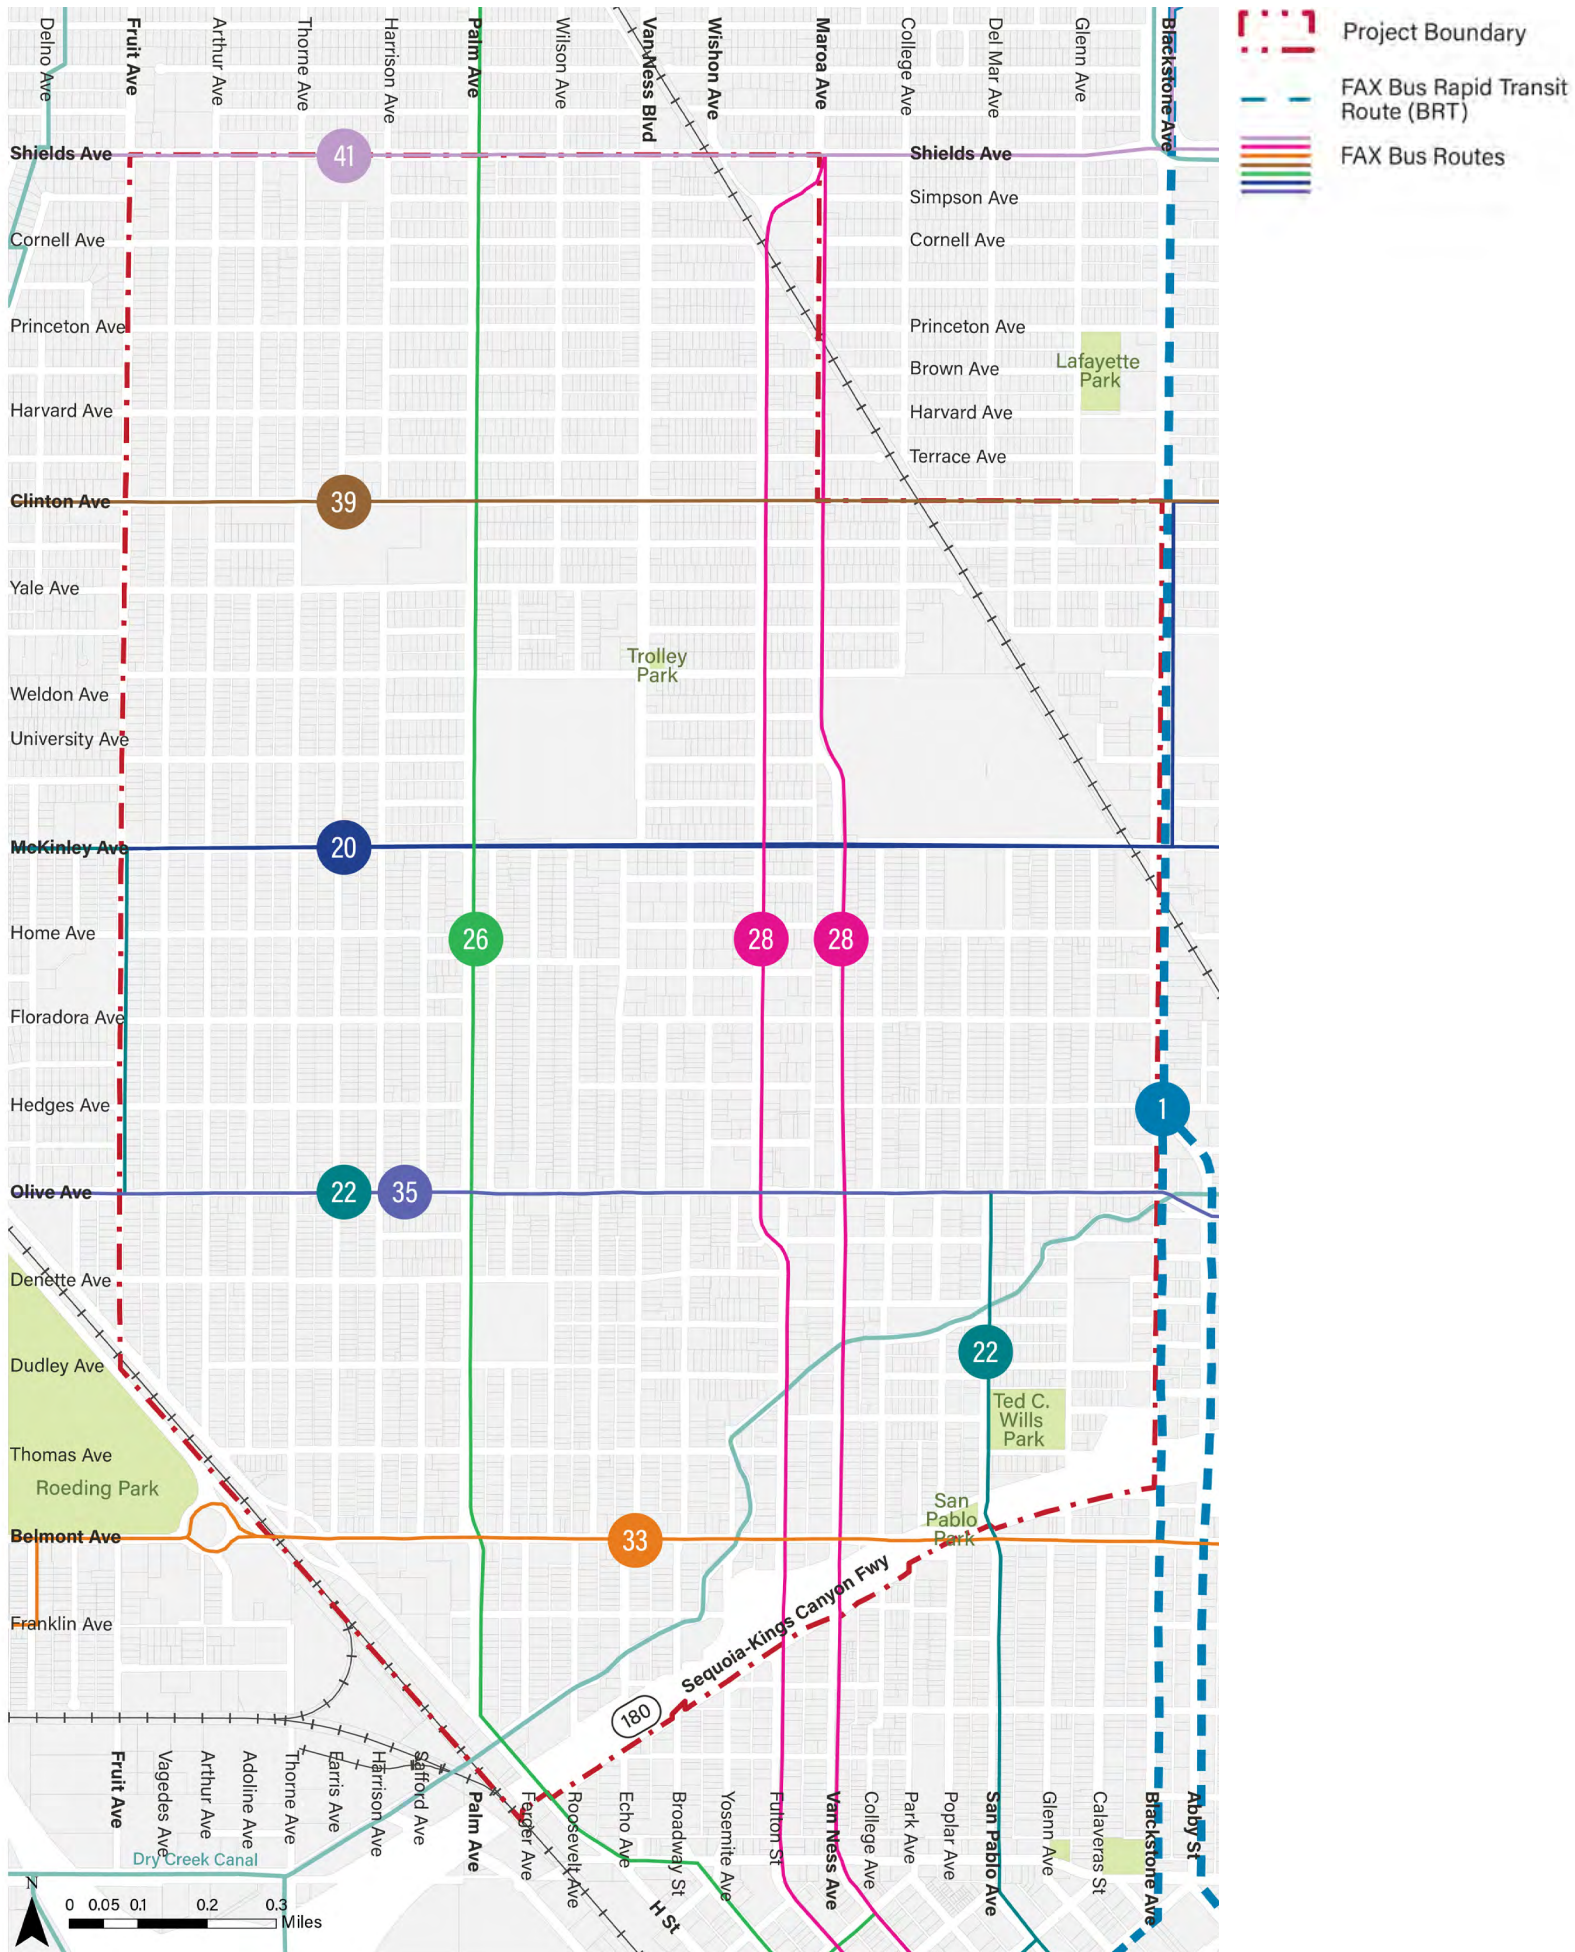 Delno Ave
Fruit Ave
Arthur Ave
Thorne Ave
Harrison Ave
Palm Ave
Wilson Ave
Van Ness Blvd
Wishon Ave
Maroa Ave
College Ave
Del Mar Ave
Glenn Ave
Blackstone Ave
Project Boundary
FAX Bus Rapid Transit
Route (BRT)
FAX Bus Routes
Shields Ave
41
Shields Ave
Simpson Ave
Cornell Ave
Cornell Ave
Princeton Ave
Princeton Ave
Lafayette
Park
Brown Ave
Harvard Ave
Harvard Ave
Terrace Ave
Clinton Ave
39
Yale Ave
Trolley
Park
Weldon Ave
University Ave
McKinley Ave
20
Home Ave
26
28
28
Floradora Ave
Hedges Ave
1
Olive Ave
22
35
Denette Ave
22
Dudley Ave
Ted C.
Wills
Park
Thomas Ave
Roeding Park
San
Pablo
Park
Belmont Ave
33
Franklin Ave
Sequoia-Kings Canyon Fwy
180
Fruit Ave
Vagedes Ave
Arthur Ave
Adoline Ave
Thorne Ave
Farris Ave
Harrison Ave
Safford Ave
Palm Ave
Ferger Ave
Roosevelt Ave
Echo Ave
Broadway St
Yosemite Ave
Fulton St
Van Ness Ave
College Ave
Park Ave
Poplar Ave
San Pablo Ave
Glenn Ave
Calaveras St
Blackstone Ave
Abby St
Dry Creek Canal
H St
N
0 0.05 0.1 0.2 0.3
Miles